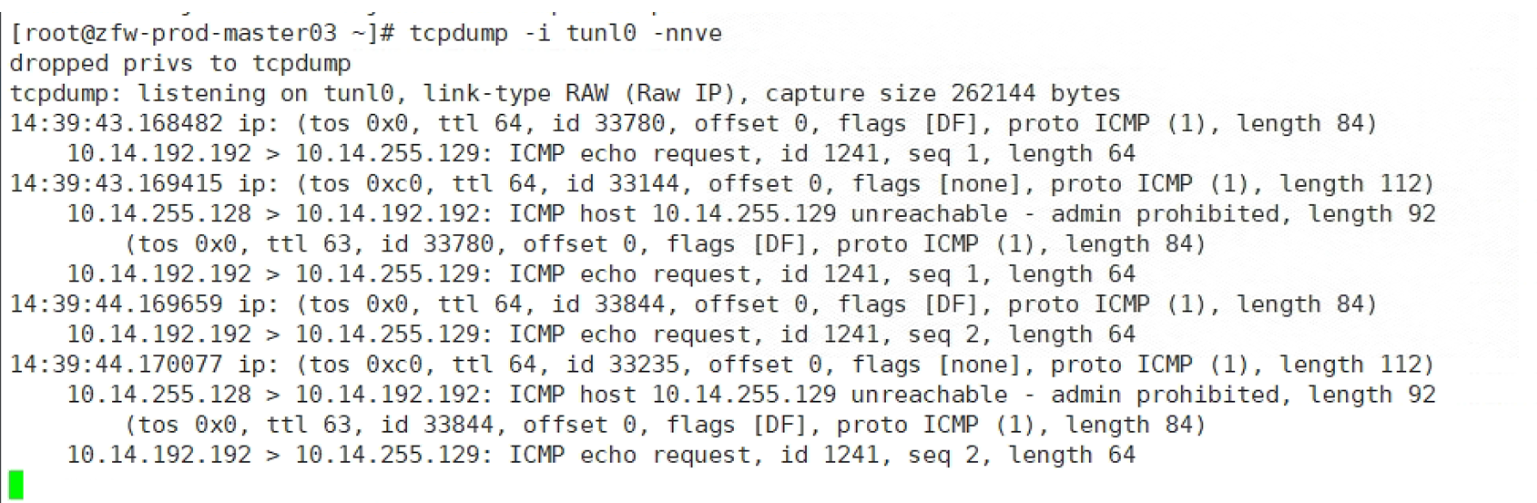 [root@zfw-prod-master03 ~]# tcpdump -i tunl0 -nnve
dropped privs to tcpdump
tcpdump: listening on tunl0, link-type RAW (Raw IP), capture size 262144 bytes
14:39:43.168482 ip: (tos 0x0, ttl 64, id 33780, offset 0, flags [DF], proto ICMP (1), length 84)
    10.14.192.192 > 10.14.255.129: ICMP echo request, id 1241, seq 1, length 64
14:39:43.169415 ip: (tos 0xc0, ttl 64, id 33144, offset 0, flags [none], proto ICMP (1), length 112)
    10.14.255.128 > 10.14.192.192: ICMP host 10.14.255.129 unreachable - admin prohibited, length 92
        (tos 0x0, ttl 63, id 33780, offset 0, flags [DF], proto ICMP (1), length 84)
    10.14.192.192 > 10.14.255.129: ICMP echo request, id 1241, seq 1, length 64
14:39:44.169659 ip: (tos 0x0, ttl 64, id 33844, offset 0, flags [DF], proto ICMP (1), length 84)
    10.14.192.192 > 10.14.255.129: ICMP echo request, id 1241, seq 2, length 64
14:39:44.170077 ip: (tos 0xc0, ttl 64, id 33235, offset 0, flags [none], proto ICMP (1), length 112)
    10.14.255.128 > 10.14.192.192: ICMP host 10.14.255.129 unreachable - admin prohibited, length 92
        (tos 0x0, ttl 63, id 33844, offset 0, flags [DF], proto ICMP (1), length 84)
    10.14.192.192 > 10.14.255.129: ICMP echo request, id 1241, seq 2, length 64